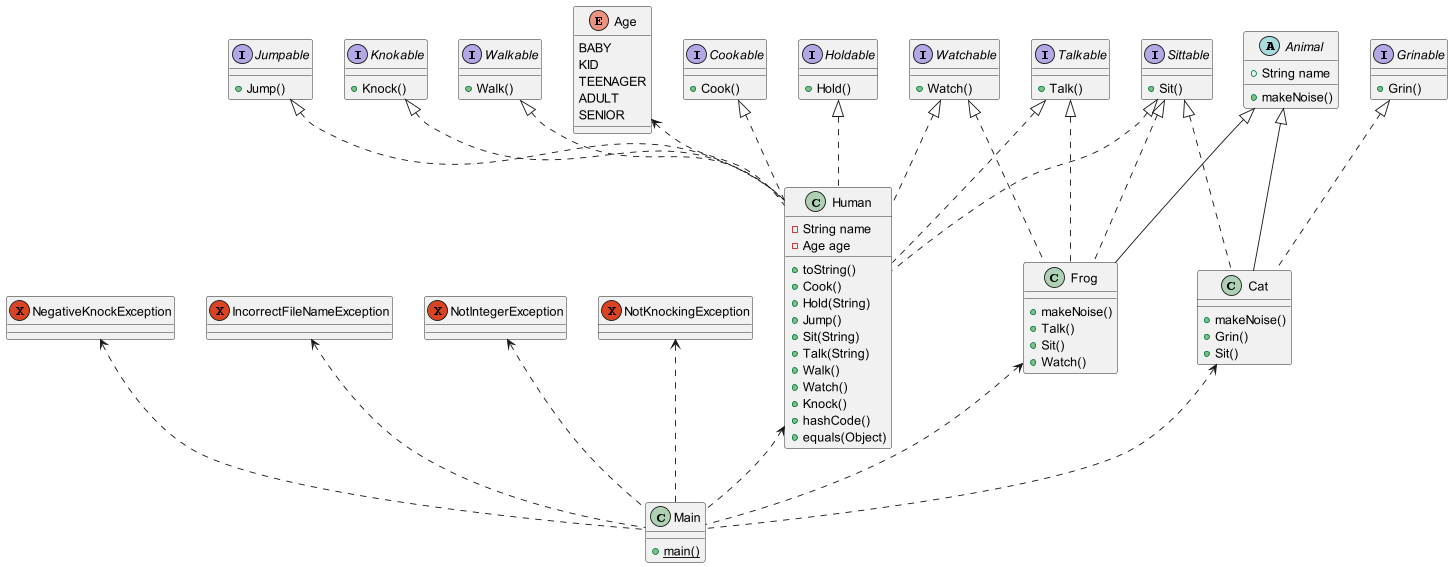 I Jumpable
Jump()
I Knokable
Knock()
I Walkable
Walk()
E Age
BABY
KID
TEENAGER
ADULT
SENIOR
I Cookable
Cook()
I Holdable
Hold()
I Watchable
Watch()
I Talkable
Talk()
I Sittable
Sit()
A Animal
String name
makeNoise()
I Grinable
Grin()
X NegativeKnockException
X IncorrectFileNameException
X NotIntegerException
X NotKnockingException
C Human
String name
Age age
toString()
Cook()
Hold(String)
Jump()
Sit(String)
Talk(String)
Walk()
Watch()
Knock()
hashCode()
equals(Object)
C Frog
makeNoise()
Talk()
Sit()
Watch()
C Cat
makeNoise()
Grin()
Sit()
C Main
main()